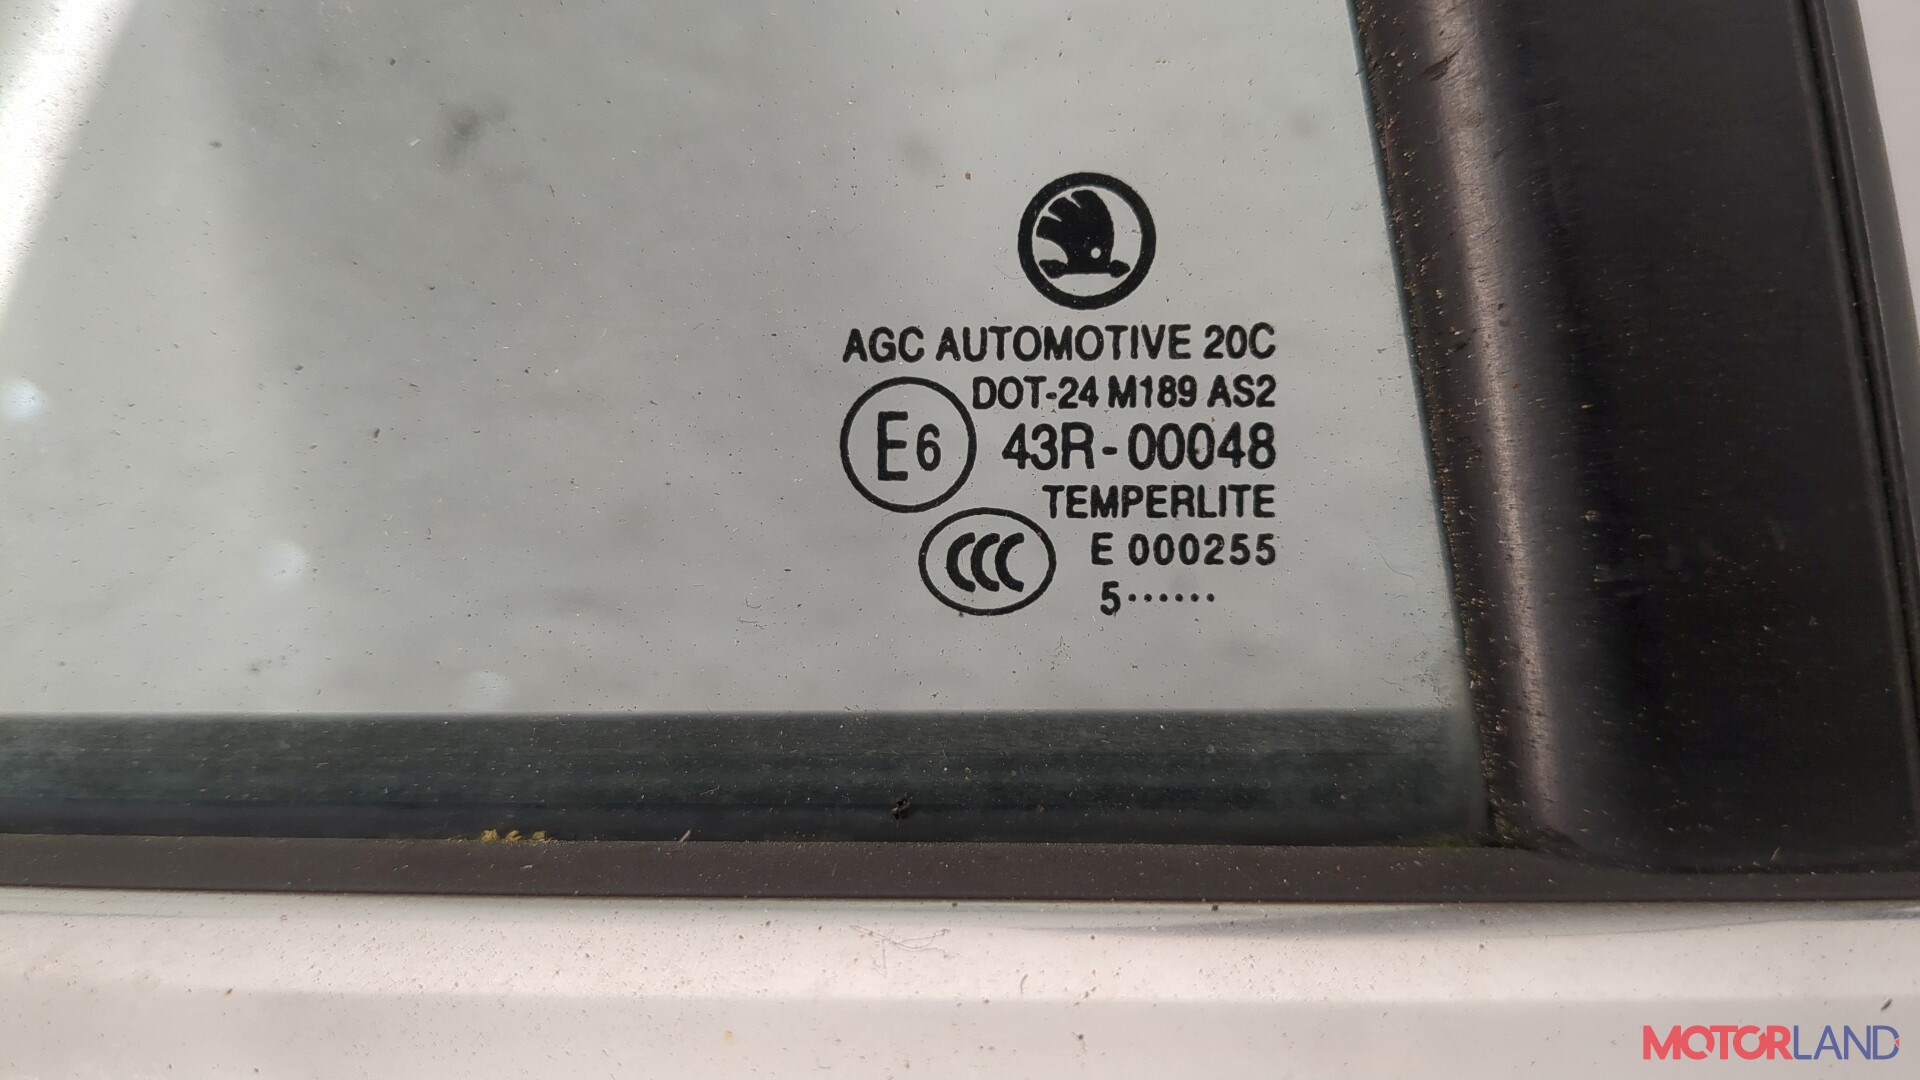 AGC AUTOMOTIVE 20C
DOT-24 M189 AS2
E6 43R-00048
TEMPERLITE
CCC E 000255
5······
MOTORLAND